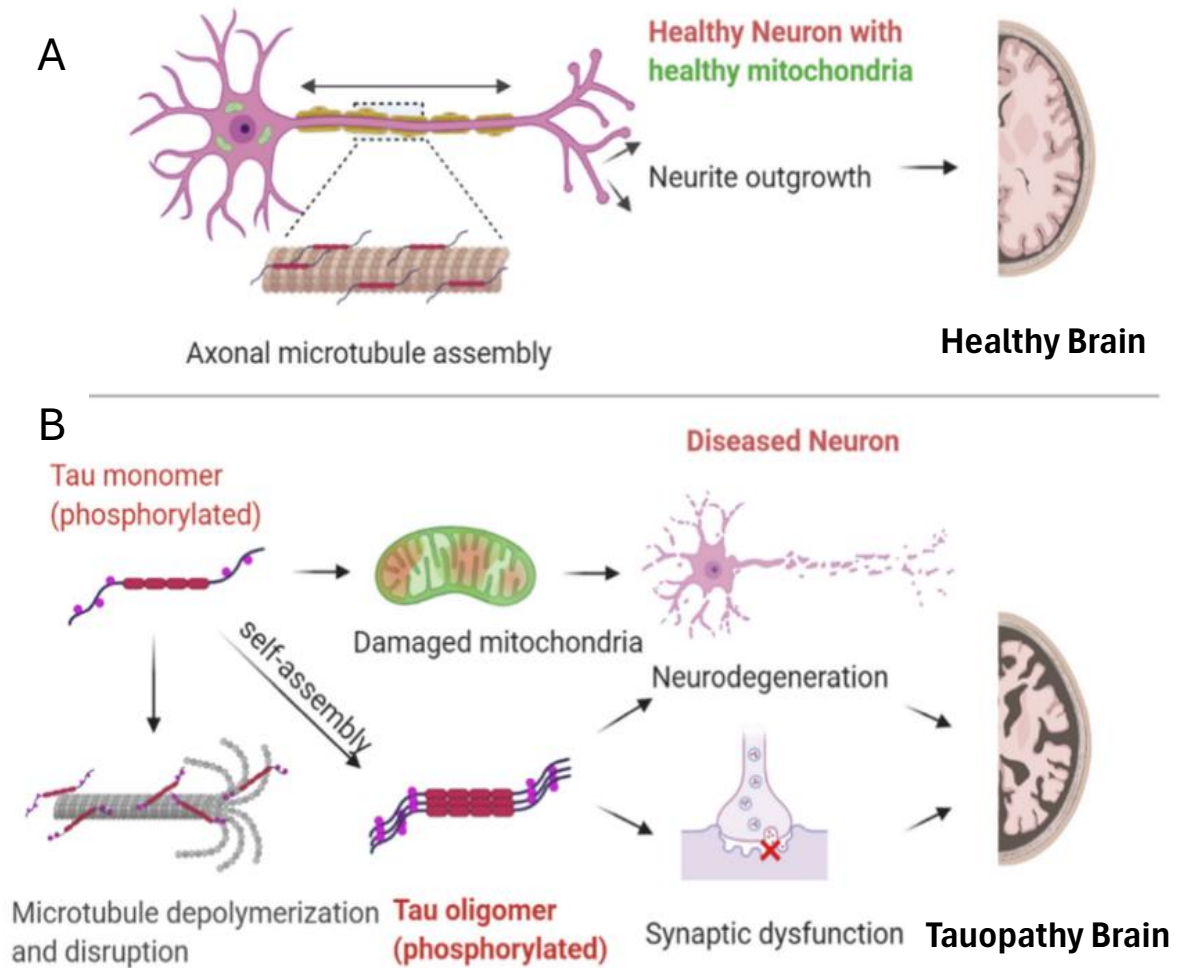 A
Healthy Neuron with
healthy mitochondria
Neurite outgrowth
Axonal microtubule assembly
Healthy Brain
B
Diseased Neuron
Tau monomer
(phosphorylated)
Damaged mitochondria
self-assembly
Neurodegeneration
Microtubule depolymerization
and disruption
Tau oligomer
(phosphorylated)
Synaptic dysfunction
Tauopathy Brain